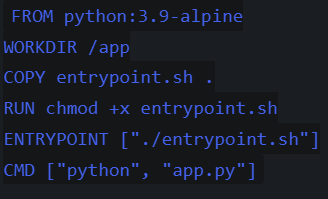 FROM python:3.9-alpine
WORKDIR /app
COPY entrypoint.sh .
RUN chmod +x entrypoint.sh
ENTRYPOINT ["./entrypoint.sh"]
CMD ["python", "app.py"]